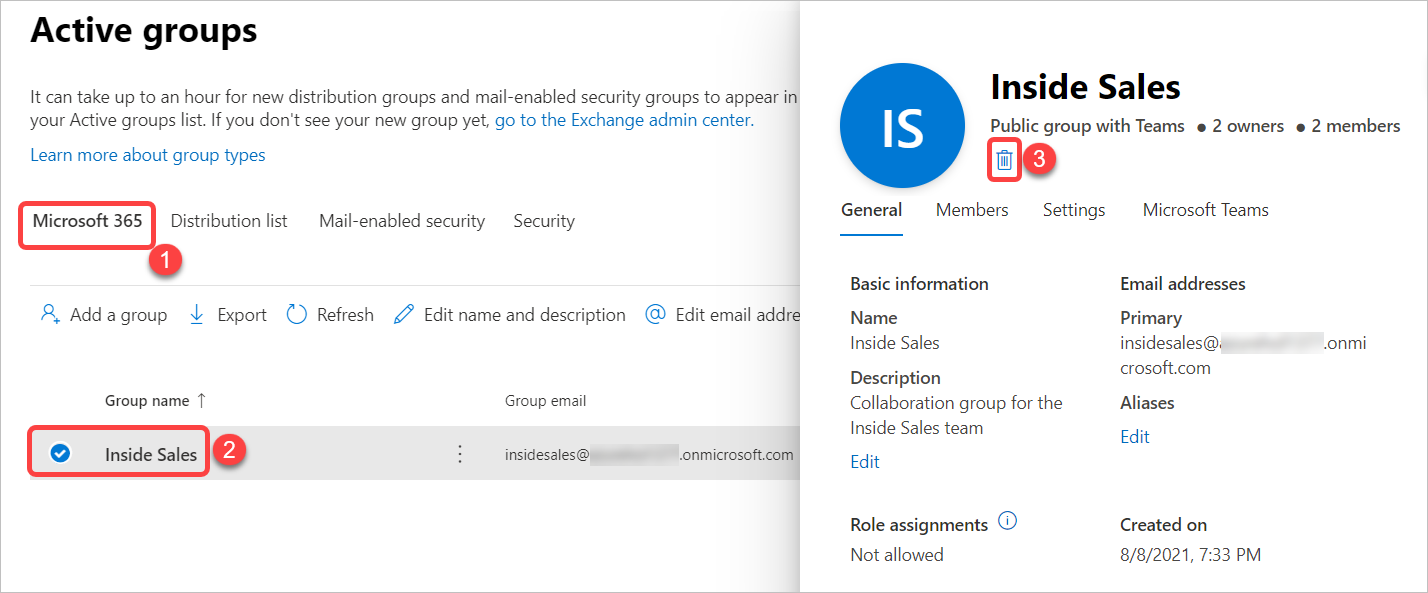 Active groups
It can take up to an hour for new distribution groups and mail-enabled security groups to appear in
your Active groups list. If you don't see your new group yet, go to the Exchange admin center.
Learn more about group types
Microsoft 365 Distribution list Mail-enabled security Security
1
Add a group Export Refresh Edit name and description Edit email addre
Group name ↑ Group email
Inside Sales 2 insidesales@ .onmicrosoft.com
IS
Inside Sales
Public group with Teams ● 2 owners ● 2 members
3
General Members Settings Microsoft Teams
Basic information
Name
Inside Sales
Description
Collaboration group for the
Inside Sales team
Edit
Email addresses
Primary
insidesales@ .onmi
crosoft.com
Aliases
Edit
Role assignments
Not allowed
Created on
8/8/2021, 7:33 PM